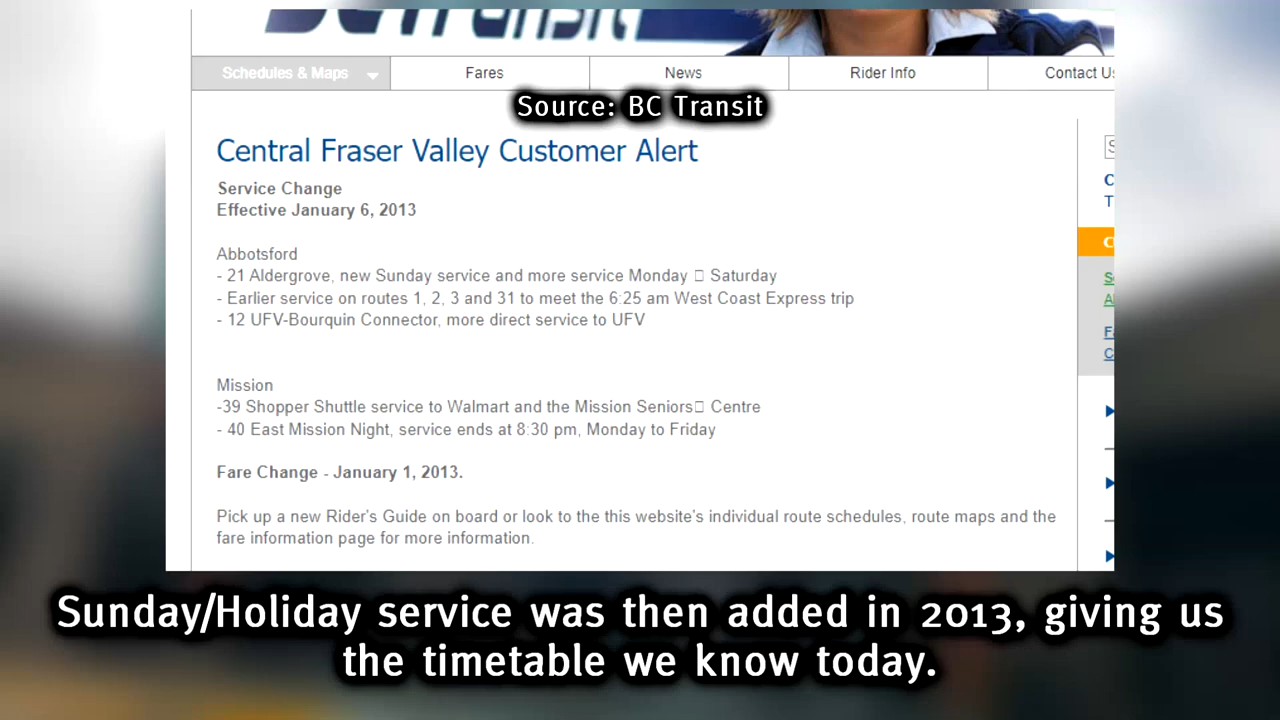 BC Transit
Schedules & Maps
Fares
News
Rider Info
Contact Us
Source: BC Transit
Central Fraser Valley Customer Alert
Service Change
Effective January 6, 2013
Abbotsford
- 21 Aldergrove, new Sunday service and more service Monday □ Saturday
- Earlier service on routes 1, 2, 3 and 31 to meet the 6:25 am West Coast Express trip
- 12 UFV-Bourquin Connector, more direct service to UFV
Mission
-39 Shopper Shuttle service to Walmart and the Mission Seniors□ Centre
- 40 East Mission Night, service ends at 8:30 pm, Monday to Friday
Fare Change - January 1, 2013.
Pick up a new Rider's Guide on board or look to the this website's individual route schedules, route maps and the
fare information page for more information.
Sunday/Holiday service was then added in 2013, giving us
the timetable we know today.